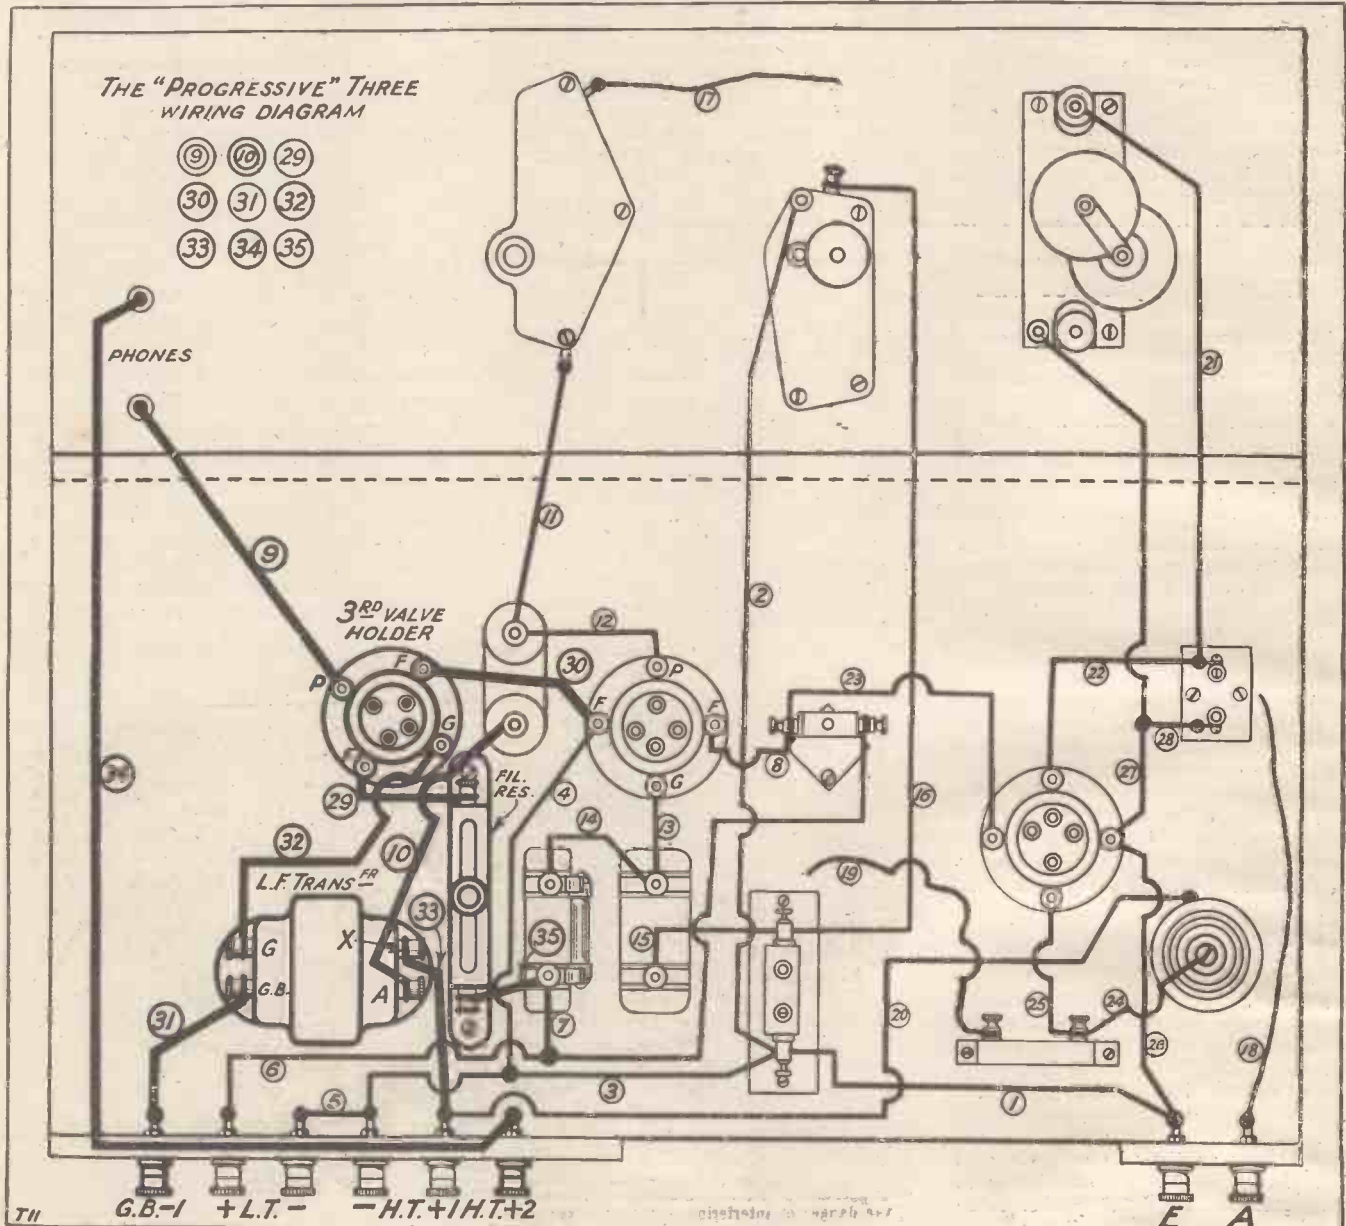 THE "PROGRESSIVE" THREE
WIRING DIAGRAM
9 10 29
30 31 32
33 34 35
17
PHONES
21
11
9
2
3RD VALVE
HOLDER
12
30
F
P
P
F
F
22
23
G
28
8
27
G
34
29
FIL.
RES.
4
16
13
14
32
10
19
L.F. TRANSFR
33
X
35
15
G
A
G.B.
31
7
20
25
24
26
18
6
3
5
1
G.B.-1 + L.T. - - H.T.+1 H.T.+2
E A
T11